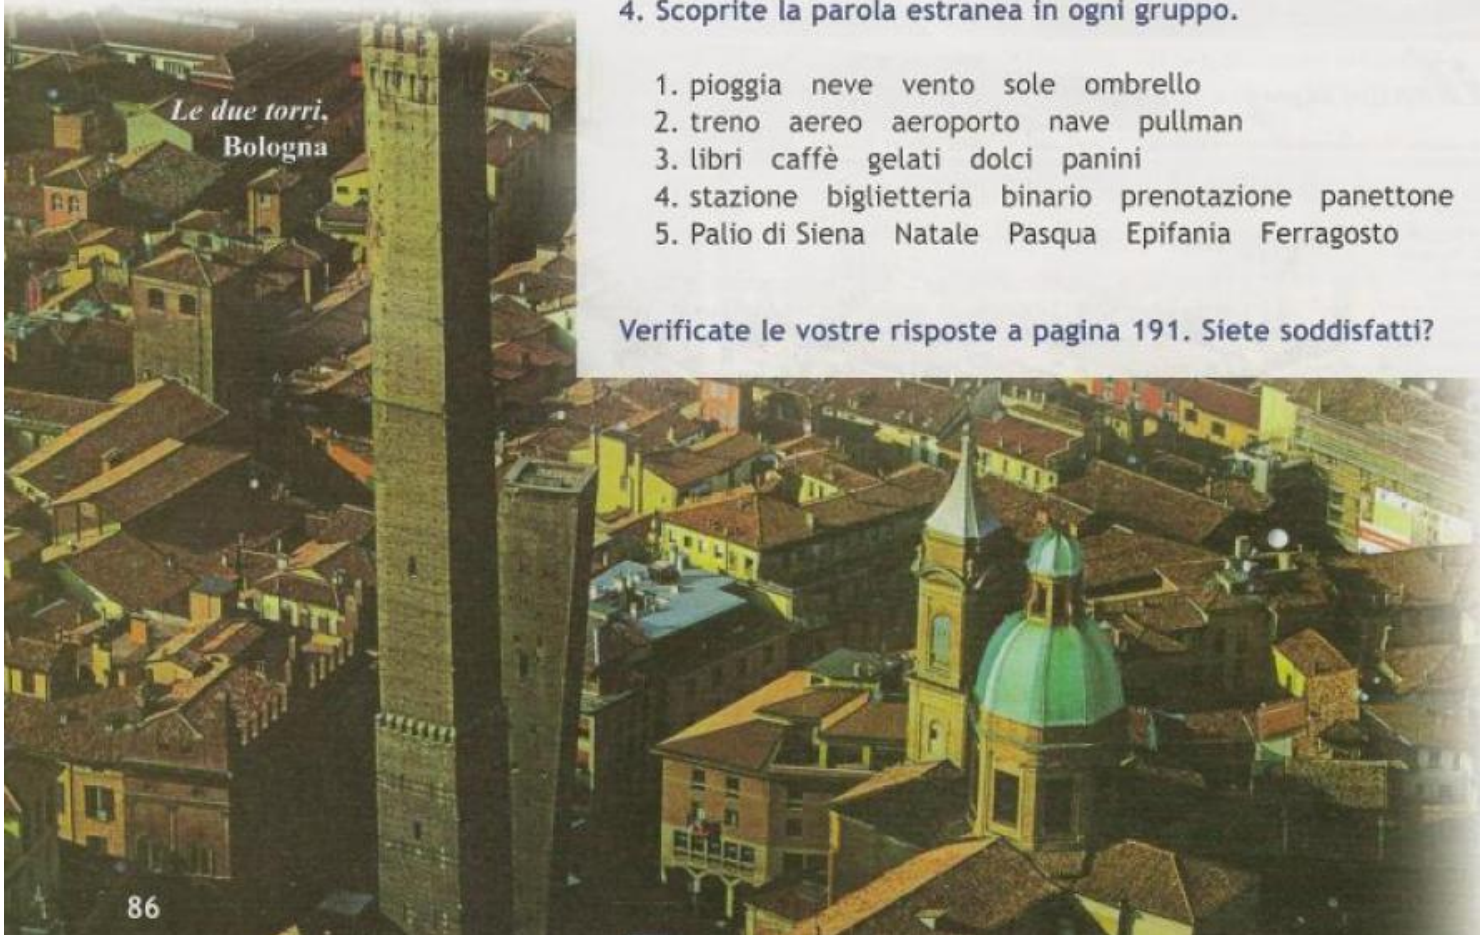 4. Scoprite la parola estranea in ogni gruppo.
1. pioggia neve vento sole ombrello
2. treno aereo aeroporto nave pullman
3. libri caffè gelati dolci panini
4. stazione biglietteria binario prenotazione panettone
5. Palio di Siena Natale Pasqua Epifania Ferragosto
Verificate le vostre risposte a pagina 191. Siete soddisfatti?
Le due torri,
Bologna
86